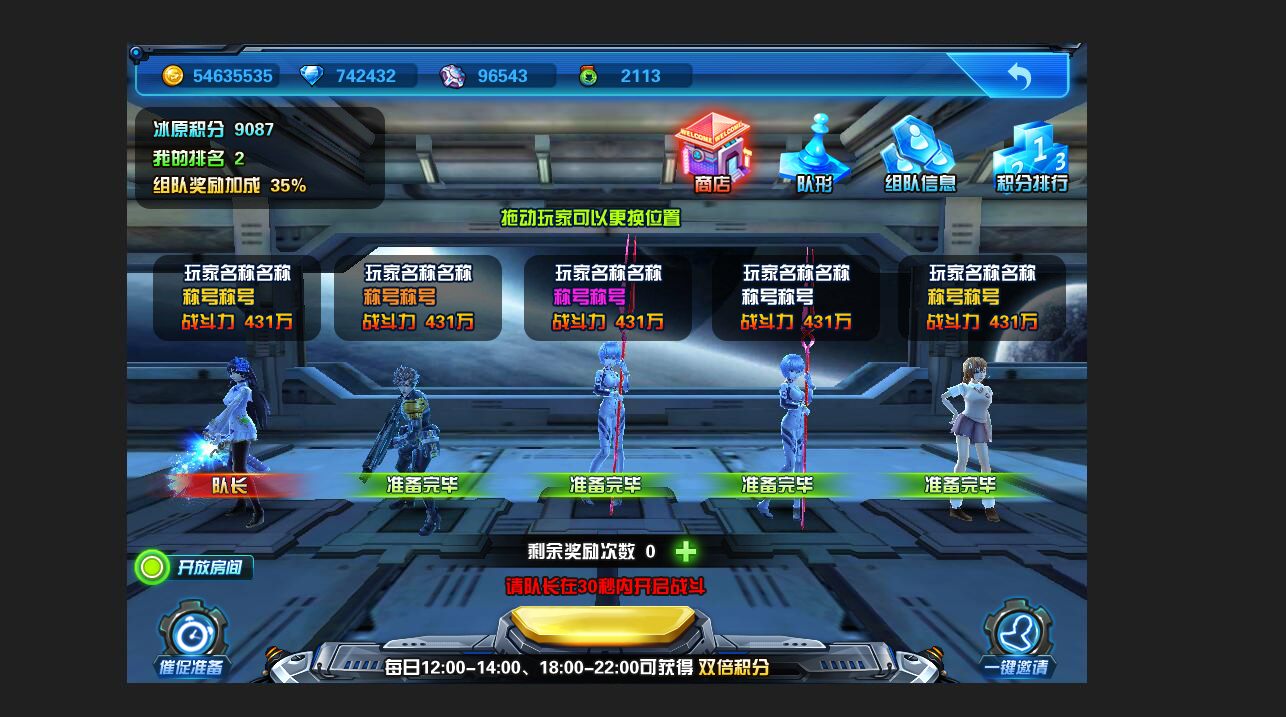 54635535 742432 96543 2113
冰原积分 9087
我的排名 2
组队奖励加成 35%
WELCOME WELCOME
商店 队形 组队信息 积分排行
1 2 3
拖动玩家可以更换位置
玩家名称名称 玩家名称名称 玩家名称名称 玩家名称名称 玩家名称名称
称号称号 称号称号 称号称号 称号称号 称号称号
战斗力 431万 战斗力 431万 战斗力 431万 战斗力 431万 战斗力 431万
队长 准备完毕 准备完毕 准备完毕 准备完毕
剩余奖励次数 0
开放房间
请队长在30秒内开启战斗
催促准备 每日12:00-14:00、18:00-22:00可获得 双倍积分 一键邀请